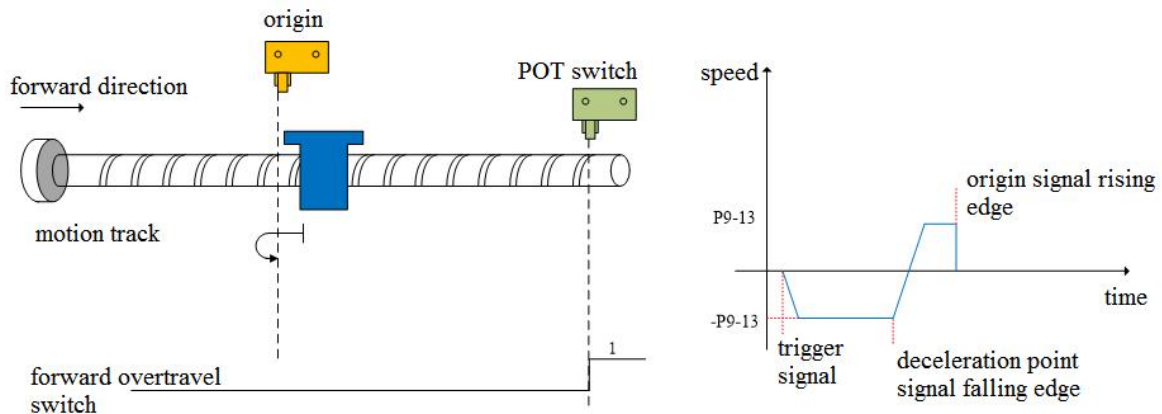 origin
POT switch
forward direction
motion track
1
forward overtravel
switch
speed
P9-13
-P9-13
origin signal rising
edge
time
trigger
signal
deceleration point
signal falling edge